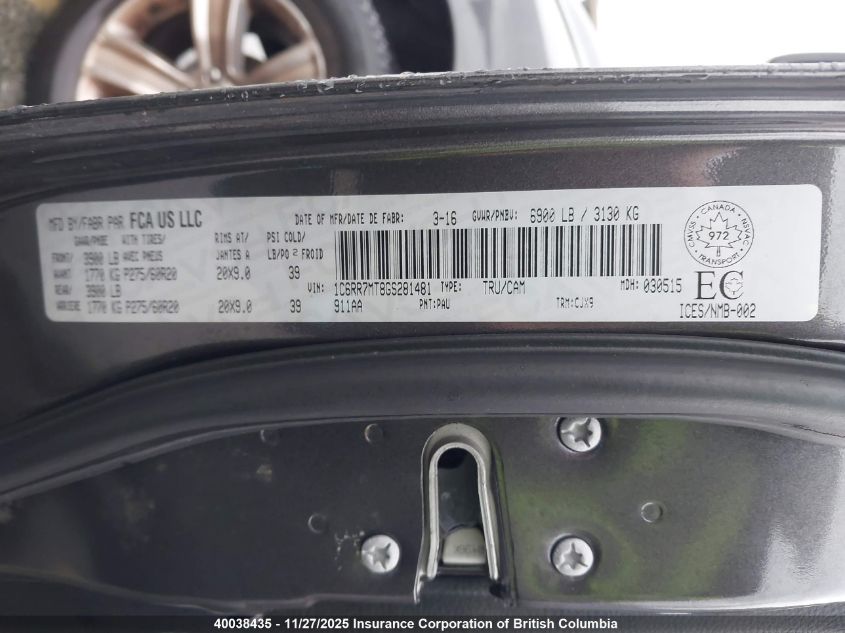 MFD BY/FABR PAR FCA US LLC DATE OF MFR/DATE DE FABR: 3-16 GVWR/PNBV: 6900 LB / 3130 KG
GAWR/PNBE WITH TIRES/ RIMS AT/ PSI COLD/
FRONT/ 3900 LB AVEC PNEUS JANTES A LB/PO 2 FROID
AVANT 1770 KG P275/60R20 20X9.0 39
REAR/ 3900 LB
ARRIERE 1770 KG P275/60R20 20X9.0 39
VIN: 1C6RR7MT8GS281481 TYPE: TRU/CAM MDH: 030515
911AA PNT:PAU TRM:CJX9
CANADA
CMVSS 972 NSVAC
TRANSPORT
EC
ICES/NMB-002
40038435 - 11/27/2025 Insurance Corporation of British Columbia